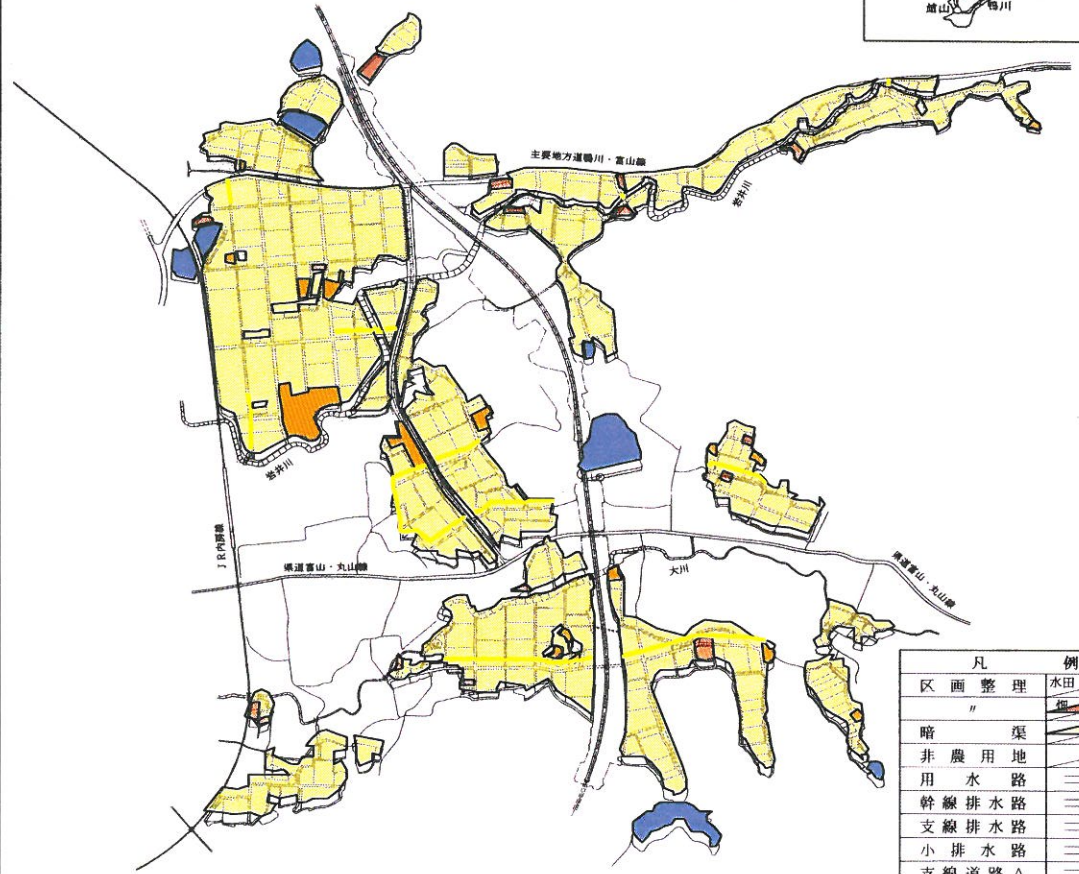 館山
鴨川
主要地方道鴨川・富山線
岩井川
岩井川
JR内房線
県道富山・丸山線
大川
県道富山・丸山線
凡例
区画整理 水田
〃 畑
暗渠
非農用地
用水路
幹線排水路
支線排水路
小排水路